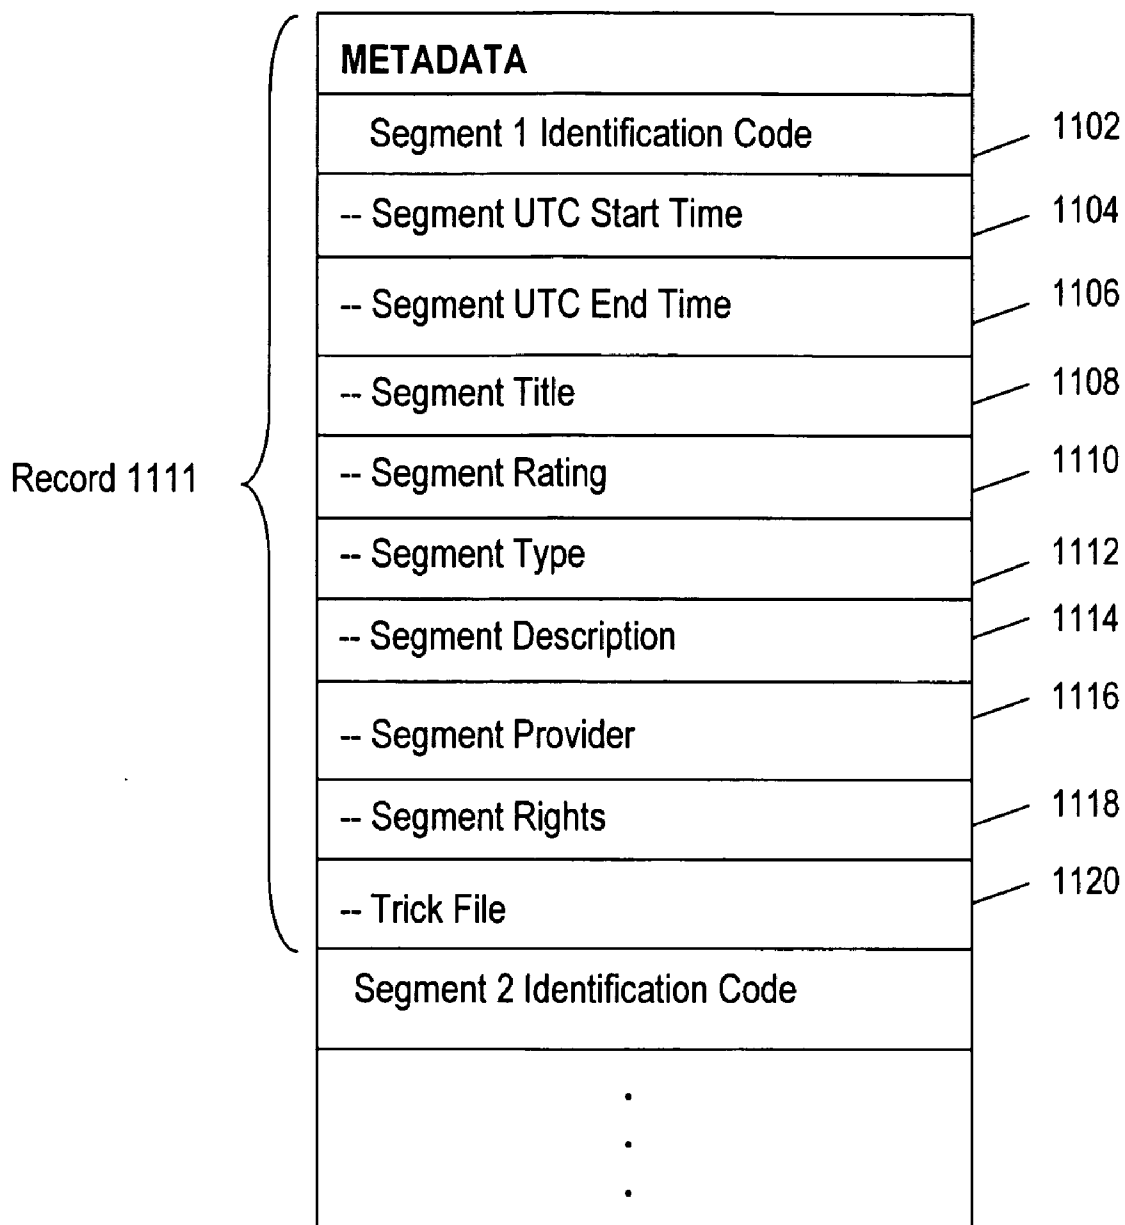 METADATA
Segment 1 Identification Code
1102
-- Segment UTC Start Time
1104
-- Segment UTC End Time
1106
-- Segment Title
1108
Record 1111
-- Segment Rating
1110
-- Segment Type
1112
-- Segment Description
1114
-- Segment Provider
1116
-- Segment Rights
1118
-- Trick File
1120
Segment 2 Identification Code